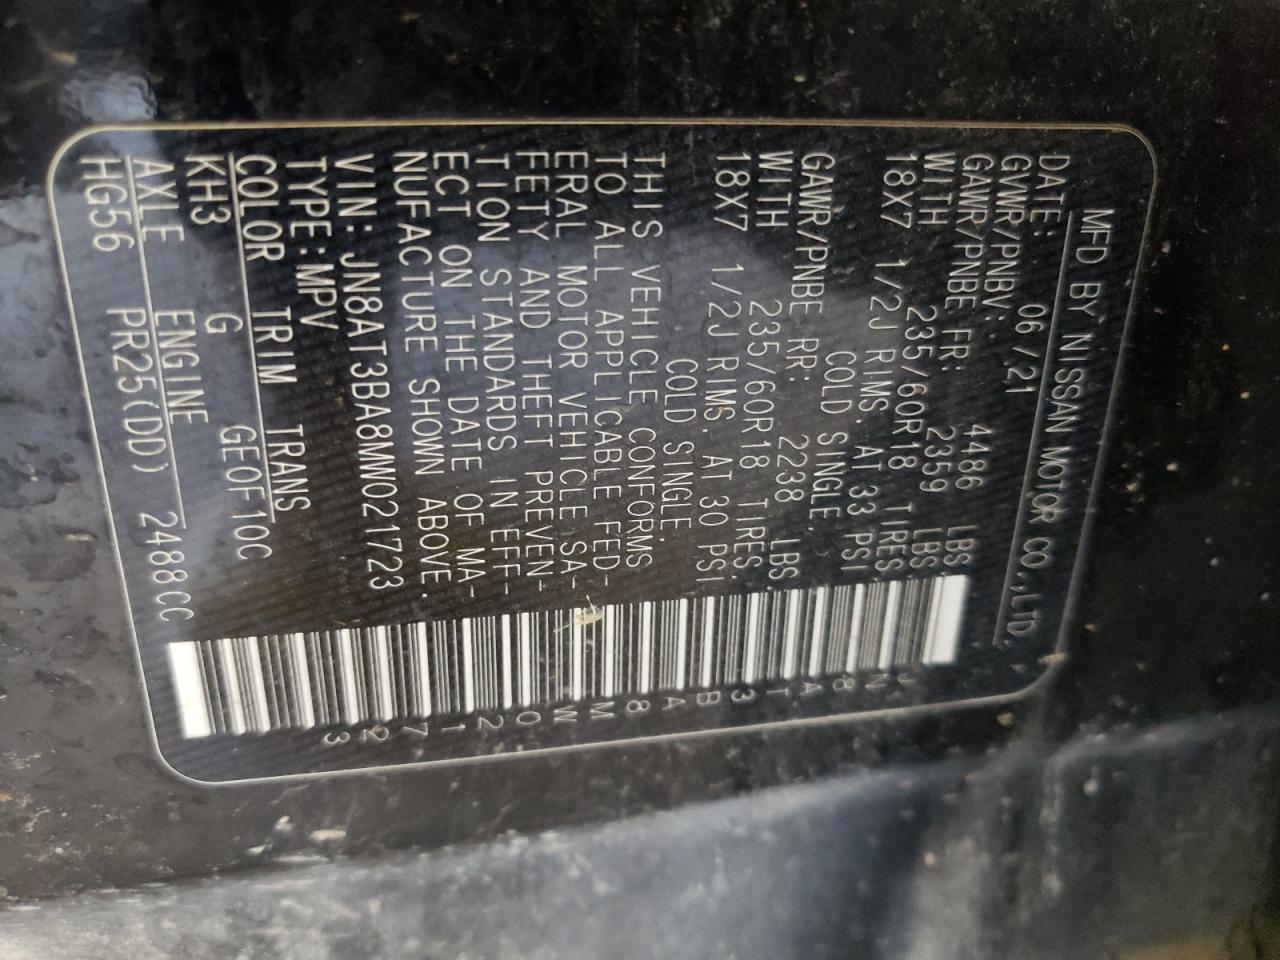 MFD BY NISSAN MOTOR CO.,LTD.
DATE: 06/21
GVWR/PNBV: 4486 LBS.
GAWR/PNBE FR: 2359 LBS.
WITH 235/60R18 TIRES.
18X7 1/2J RIMS. AT 33 PSI
COLD SINGLE.
GAWR/PNBE RR: 2238 LBS.
WITH 235/60R18 TIRES.
18X7 1/2J RIMS. AT 30 PSI
COLD SINGLE.
THIS VEHICLE CONFORMS
TO ALL APPLICABLE FED-
ERAL MOTOR VEHICLE SA-
FETY AND THEFT PREVEN-
TION STANDARDS IN EFF-
ECT ON THE DATE OF MA-
NUFACTURE SHOWN ABOVE.
VIN:JN8AT3BA8MW021723
TYPE:MPV
COLOR TRIM TRANS
KH3 G GE0F10C
AXLE ENGINE
HG56 PR25(DD) 2488CC
JN8AT3BA8MW021723